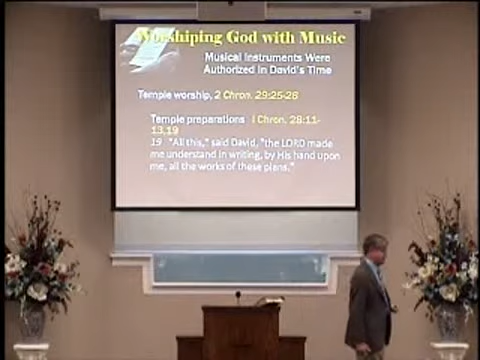 Worshiping God with Music
Musical Instruments Were
Authorized in David's Time
Temple worship, 2 Chron. 29:25-28
Temple preparations I Chron. 28:11-
13,19
19 "All this," said David, "the LORD made
me understand in writing, by His hand upon
me, all the works of these plans."